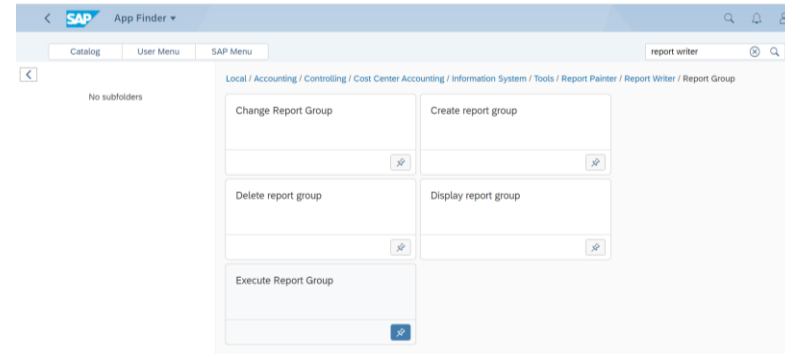 SAP App Finder
Catalog User Menu SAP Menu report writer
Local / Accounting / Controlling / Cost Center Accounting / Information System / Tools / Report Painter / Report Writer / Report Group
No subfolders
Change Report Group Create report group
Delete report group Display report group
Execute Report Group